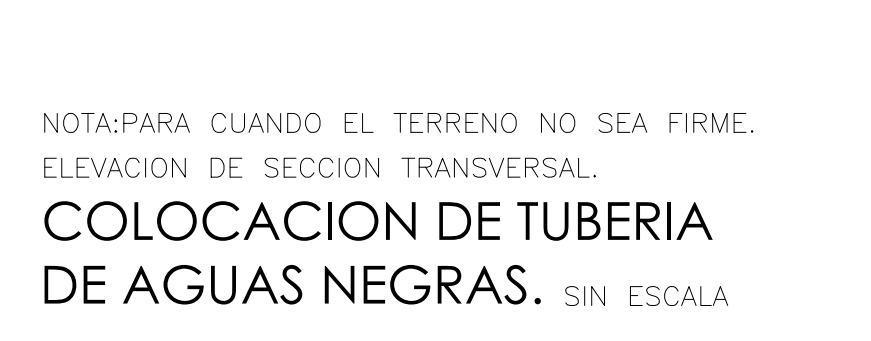 NOTA:PARA CUANDO EL TERRENO NO SEA FIRME.
ELEVACION DE SECCION TRANSVERSAL.
COLOCACION DE TUBERIA
DE AGUAS NEGRAS. SIN ESCALA